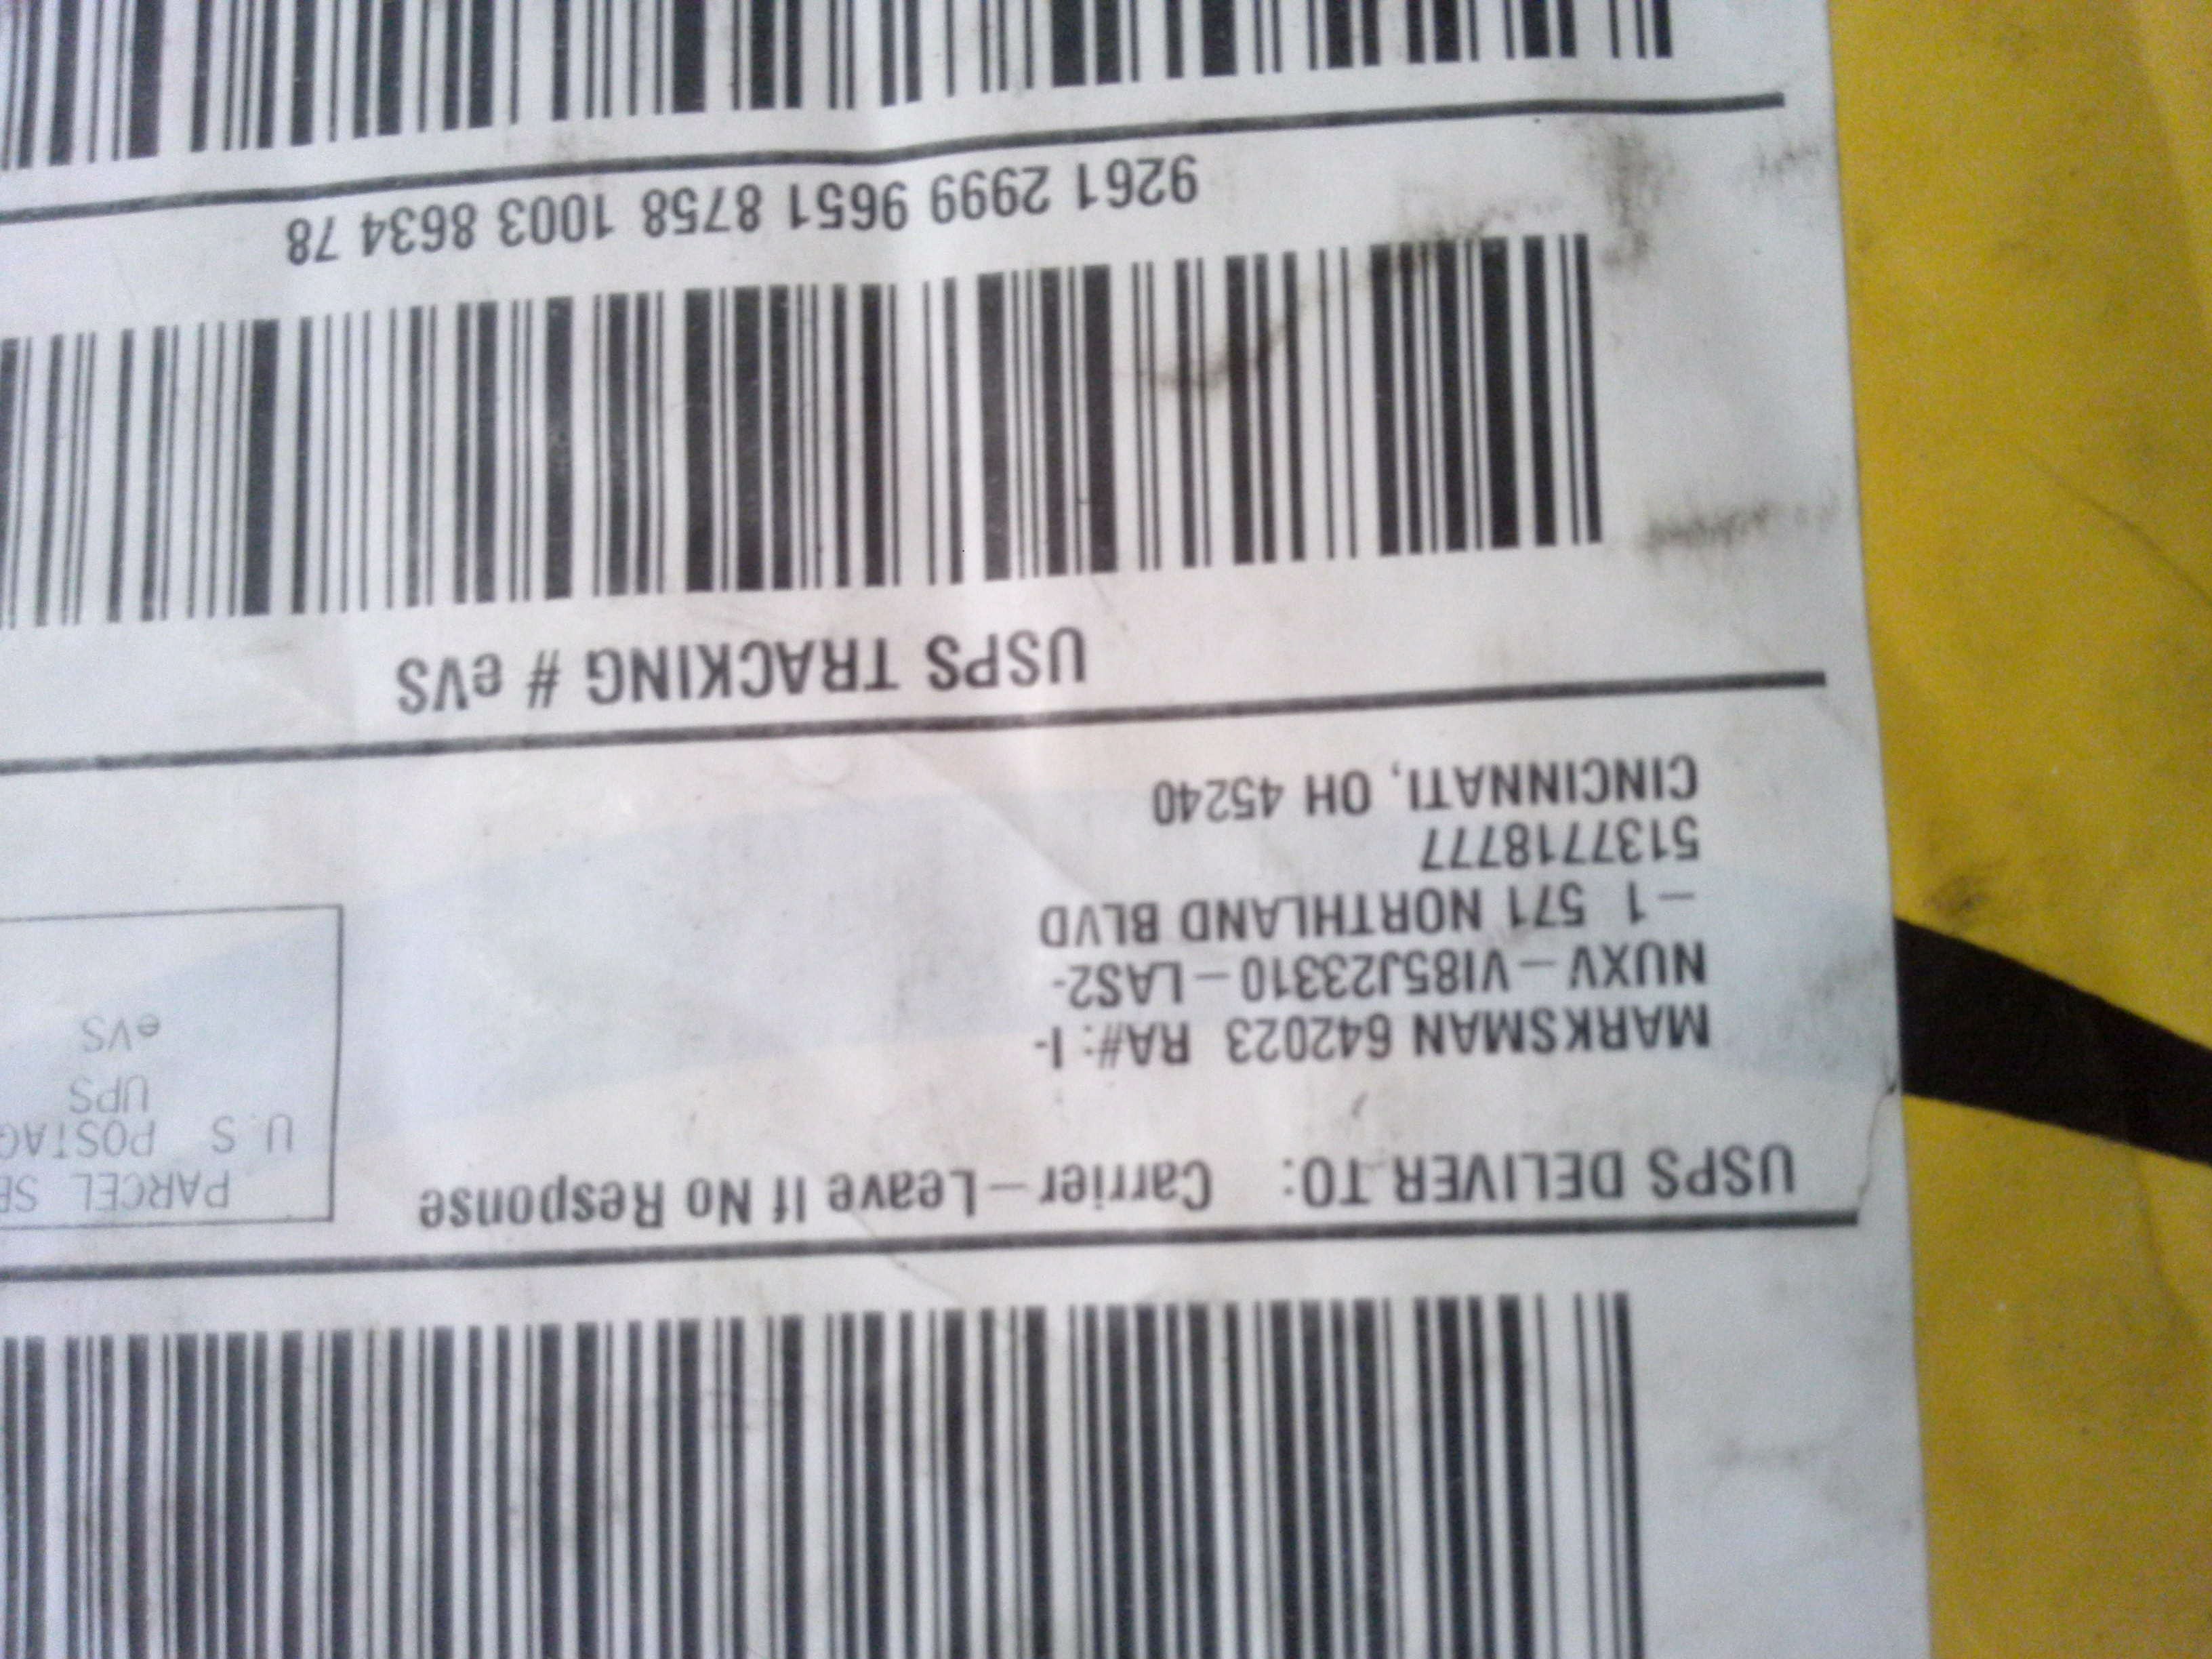 USPS DELIVER TO: Carrier – Leave If No Response
PARCEL SE
U.S. POSTAG
UPS
eVS
MARKSMAN 642023 RA#: I-
NUXV – VI85J23310 – LAS2-
– 1 571 NORTHLAND BLVD
5137718777
CINCINNATI, OH 45240
USPS TRACKING # eVS
9261 2999 9651 8758 1003 8634 78